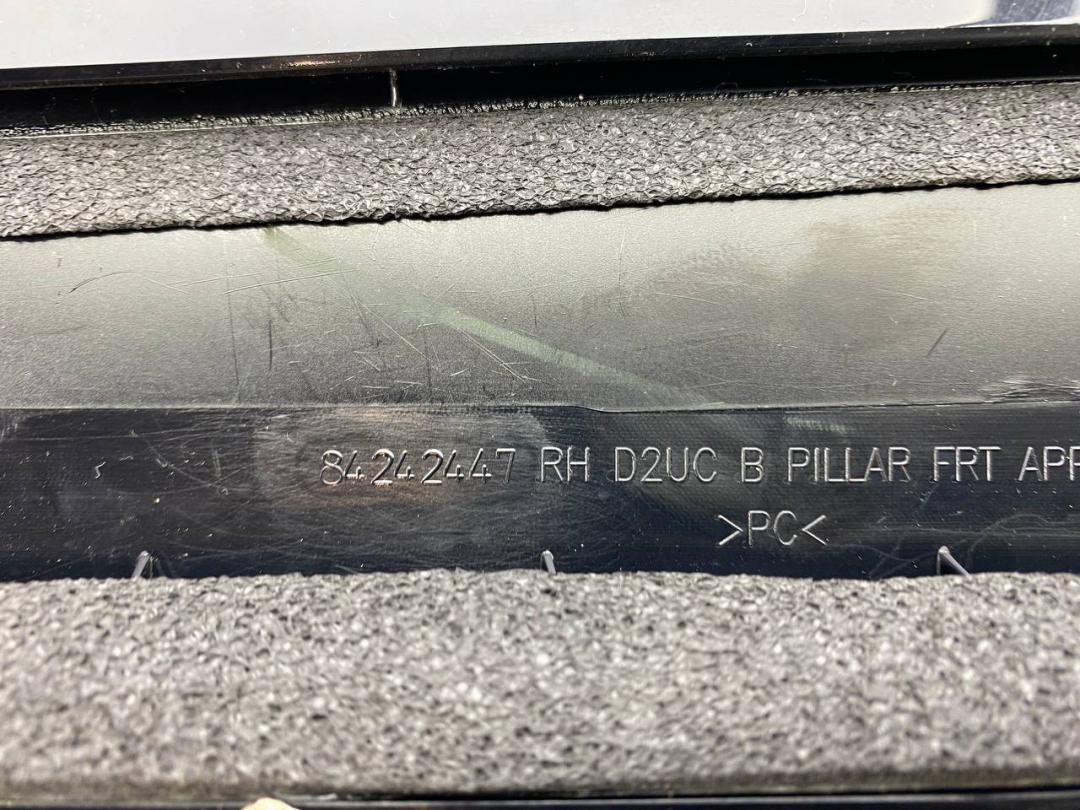 84242447 RH D2UC B PILLAR FRT
>PC<